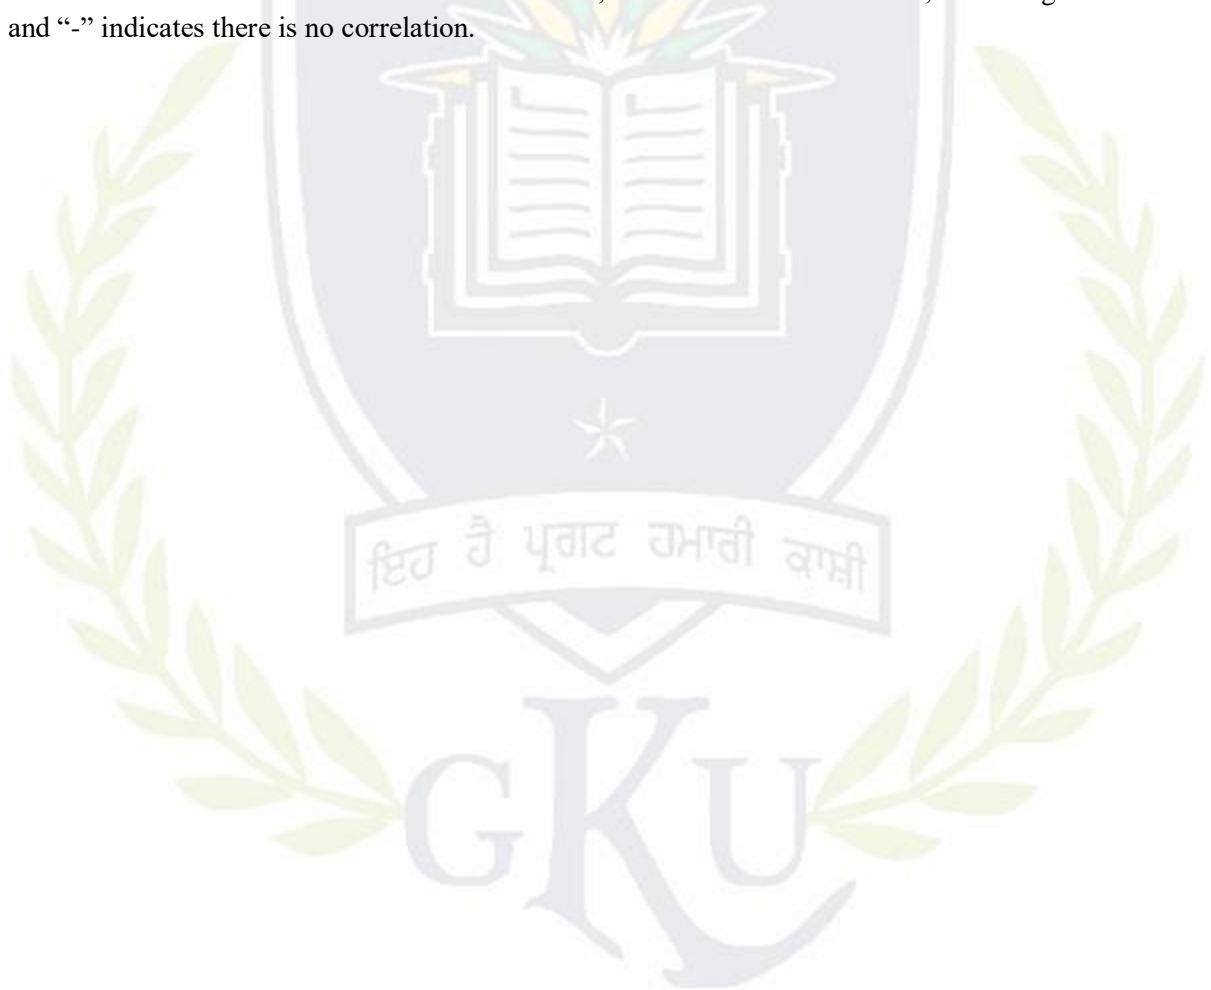 and “-” indicates there is no correlation.
ਇਹ ਹੈ ਪ੍ਰਗਟ ਹਮਾਰੀ ਕਾਸ਼ੀ
GKU